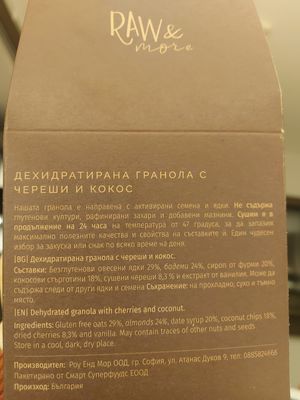 RAW&
more
ДЕХИДРАТИРАНА ГРАНОЛА С
ЧЕРЕШИ И КОКОС
Нашата гранола е направена с активирани семена и ядки. Не съдържа
глутенови култури, рафинирани захари и добавени мазнини. Сушим я в
продължение на 24 часа на температура от 47 градуса, за да запазим
максимално полезните качества и свойства на съставките ѝ. Един чудесен
избор за закуска или снак по всяко време на деня.
[BG] Дехидратирана гранола с череши и кокос.
Съставки: Безглутенови овесени ядки 29%, бадеми 24%, сироп от фурми 20%,
кокосови стърготини 18%, сушени череши 8,3 % и екстракт от ванилия. Може да
съдържа следи от други ядки и семена Съхранение: на прохладно, сухо и тъмно
място.
[EN] Dehydrated granola with cherries and coconut.
Ingredients: Gluten free oats 29%, almonds 24%, date syrup 20%, coconut chips 18%,
dried cherries 8,3% and vanilla. May contain traces of other nuts and seeds
Store in a cool, dark, dry place.
Производител: Роу Енд Мор ООД, гр. София, ул. Атанас Дуков 9, тел. 0885824666
Пакетирано от Смарт Суперфуудс ЕООД
Произход: България